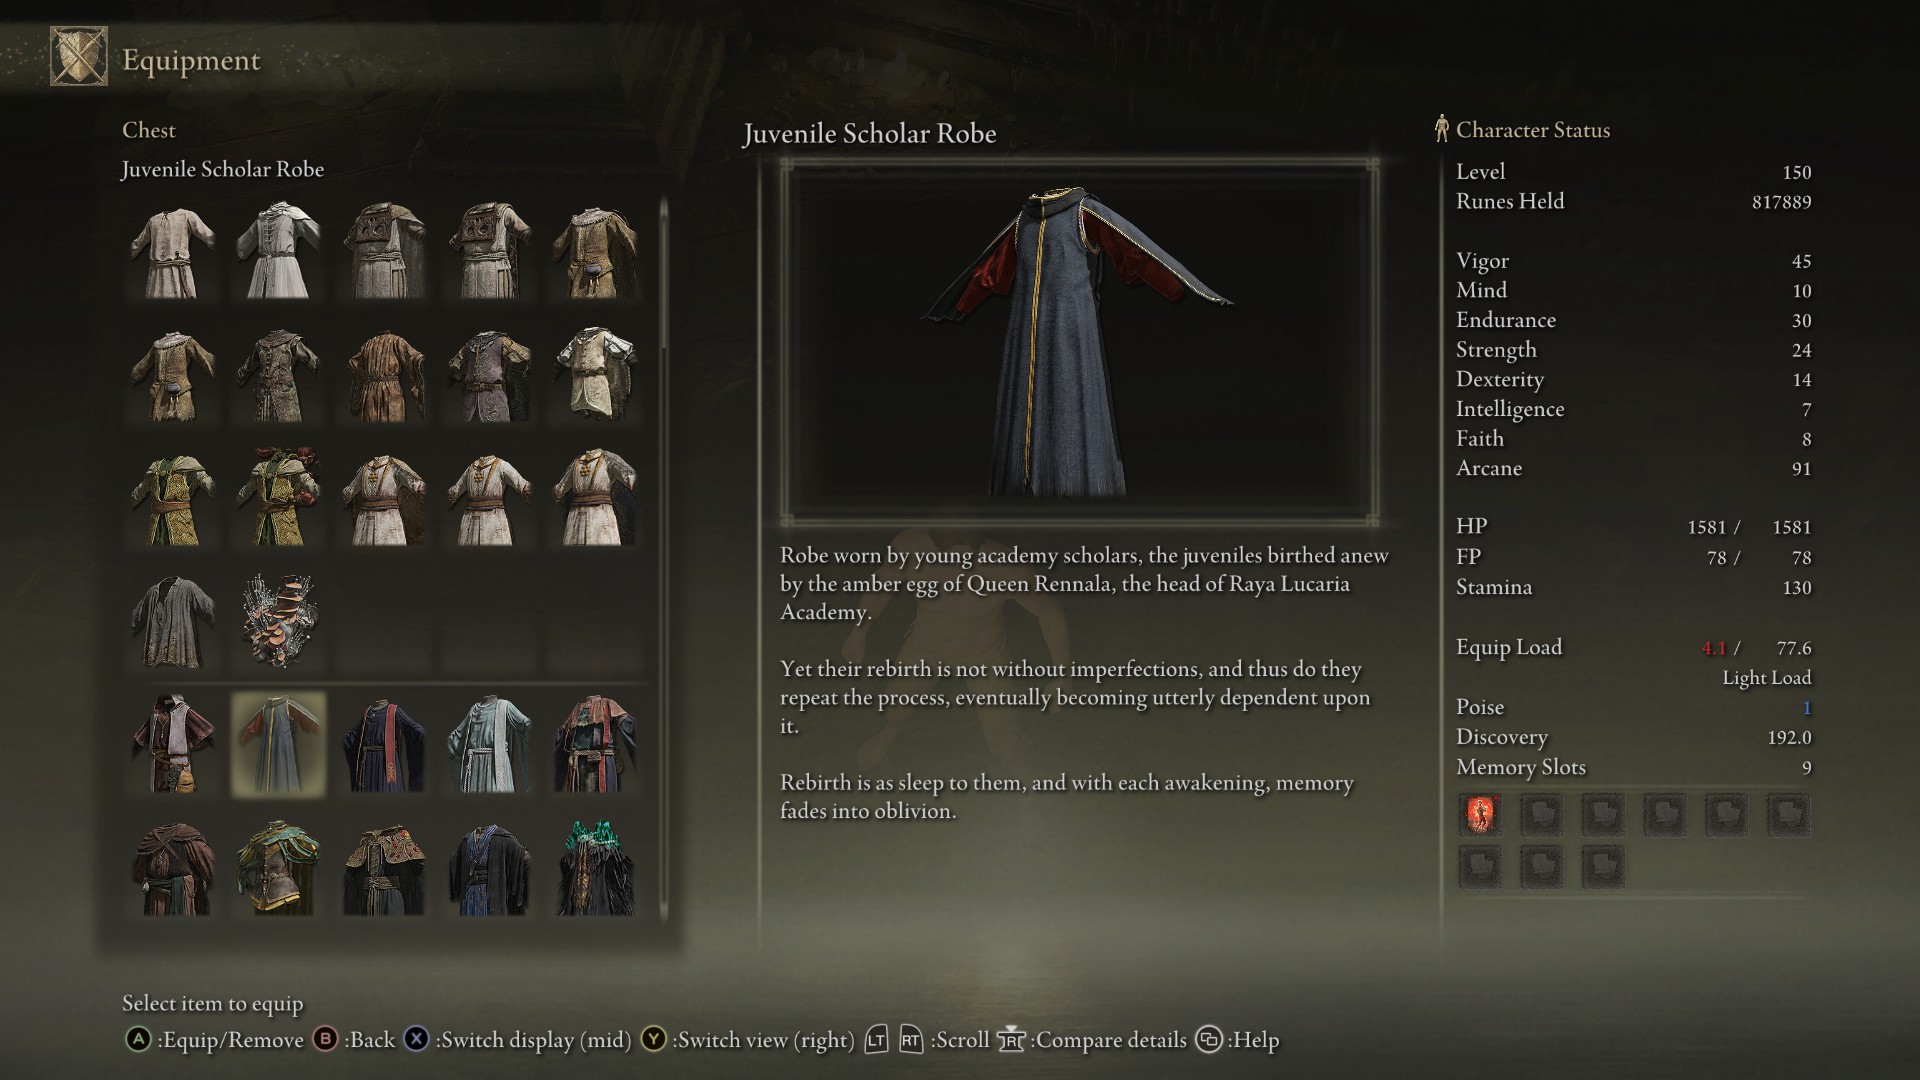 Equipment
Chest
Juvenile Scholar Robe
Juvenile Scholar Robe
Robe worn by young academy scholars, the juveniles birthed anew
by the amber egg of Queen Rennala, the head of Raya Lucaria
Academy.
Yet their rebirth is not without imperfections, and thus do they
repeat the process, eventually becoming utterly dependent upon
it.
Rebirth is as sleep to them, and with each awakening, memory
fades into oblivion.
Character Status
Level 150
Runes Held 817889
Vigor 45
Mind 10
Endurance 30
Strength 24
Dexterity 14
Intelligence 7
Faith 8
Arcane 91
HP 1581 / 1581
FP 78 / 78
Stamina 130
Equip Load 4.1 / 77.6
Light Load
Poise 1
Discovery 192.0
Memory Slots 9
Select item to equip
A :Equip/Remove B :Back X :Switch display (mid) Y :Switch view (right) LT RT :Scroll R :Compare details :Help